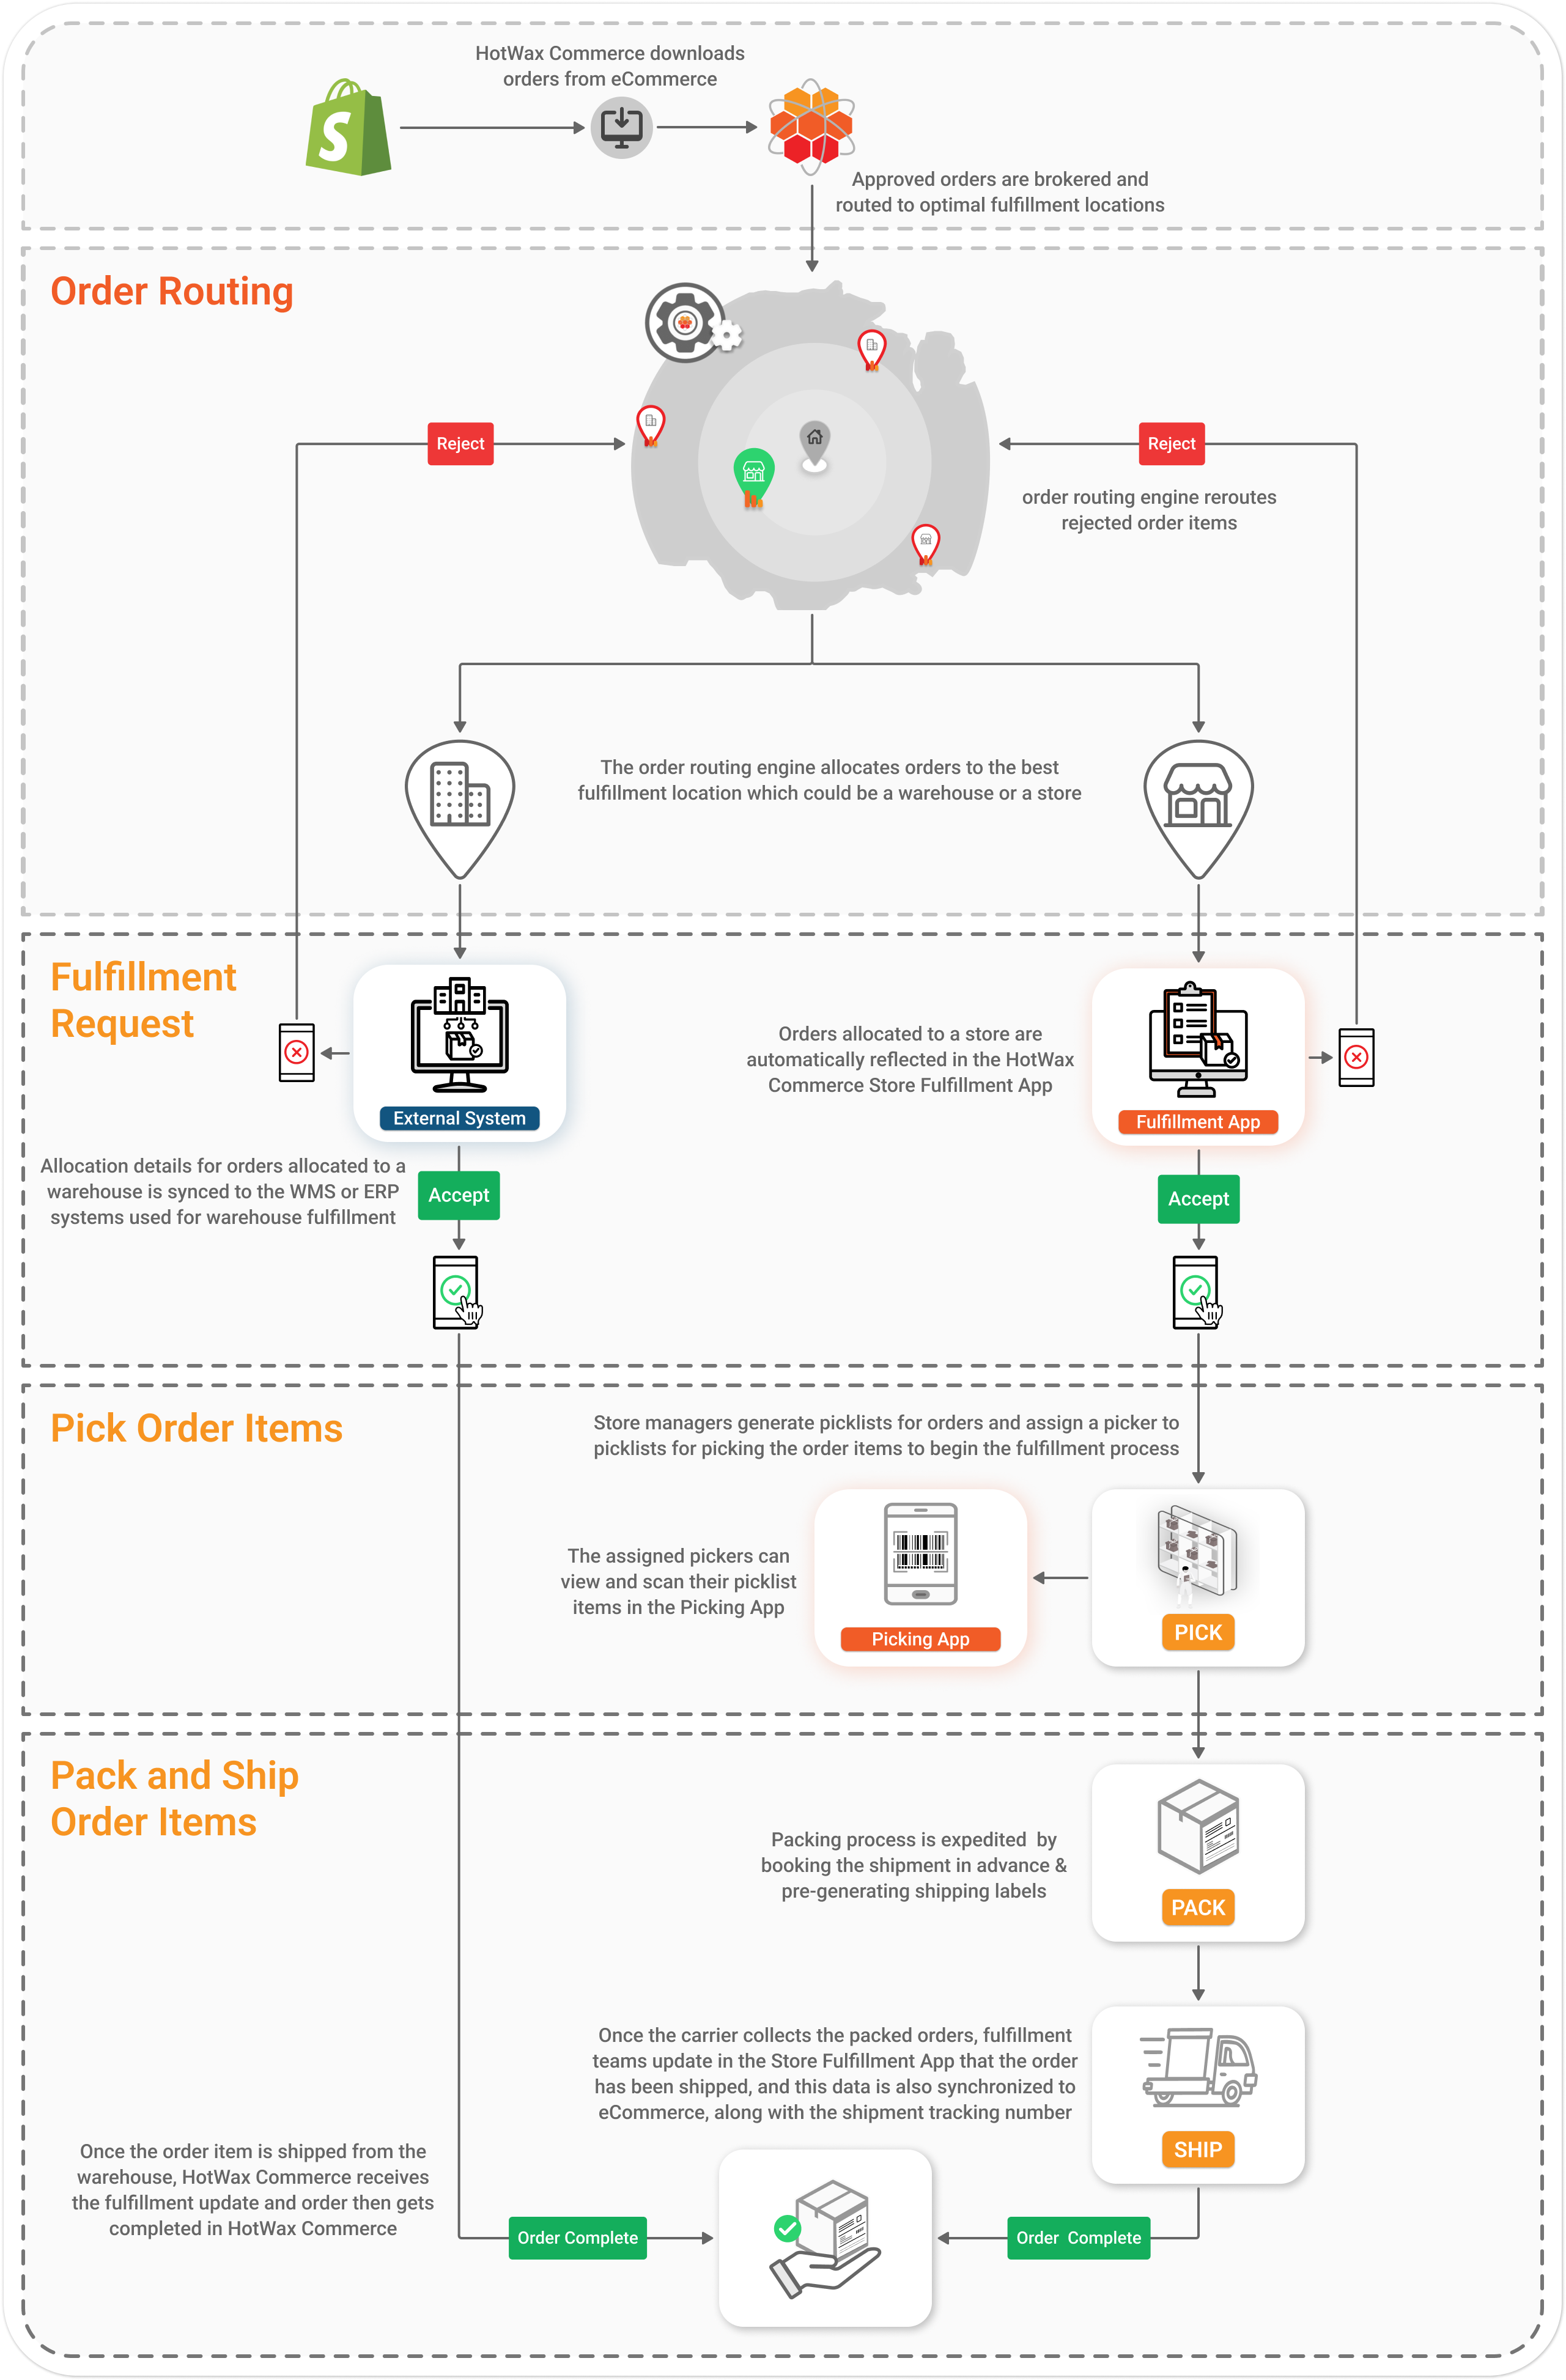 HotWax Commerce downloads
orders from eCommerce
S
Approved orders are brokered and
routed to optimal fulfillment locations
Order Routing
Reject
Reject
order routing engine reroutes
rejected order items
The order routing engine allocates orders to the best
fulfillment location which could be a warehouse or a store
Fulfillment
Request
External System
Orders allocated to a store are
automatically reflected in the HotWax
Commerce Store Fulfillment App
Fulfillment App
Allocation details for orders allocated to a
warehouse is synced to the WMS or ERP
systems used for warehouse fulfillment
Accept
Accept
Pick Order Items
Store managers generate picklists for orders and assign a picker to
picklists for picking the order items to begin the fulfillment process
The assigned pickers can
view and scan their picklist
items in the Picking App
Picking App
PICK
Pack and Ship
Order Items
Packing process is expedited  by
booking the shipment in advance &
pre-generating shipping labels
PACK
Once the carrier collects the packed orders, fulfillment
teams update in the Store Fulfillment App that the order
has been shipped, and this data is also synchronized to
eCommerce, along with the shipment tracking number
SHIP
Once the order item is shipped from the
warehouse, HotWax Commerce receives
the fulfillment update and order then gets
completed in HotWax Commerce
Order Complete
Order  Complete